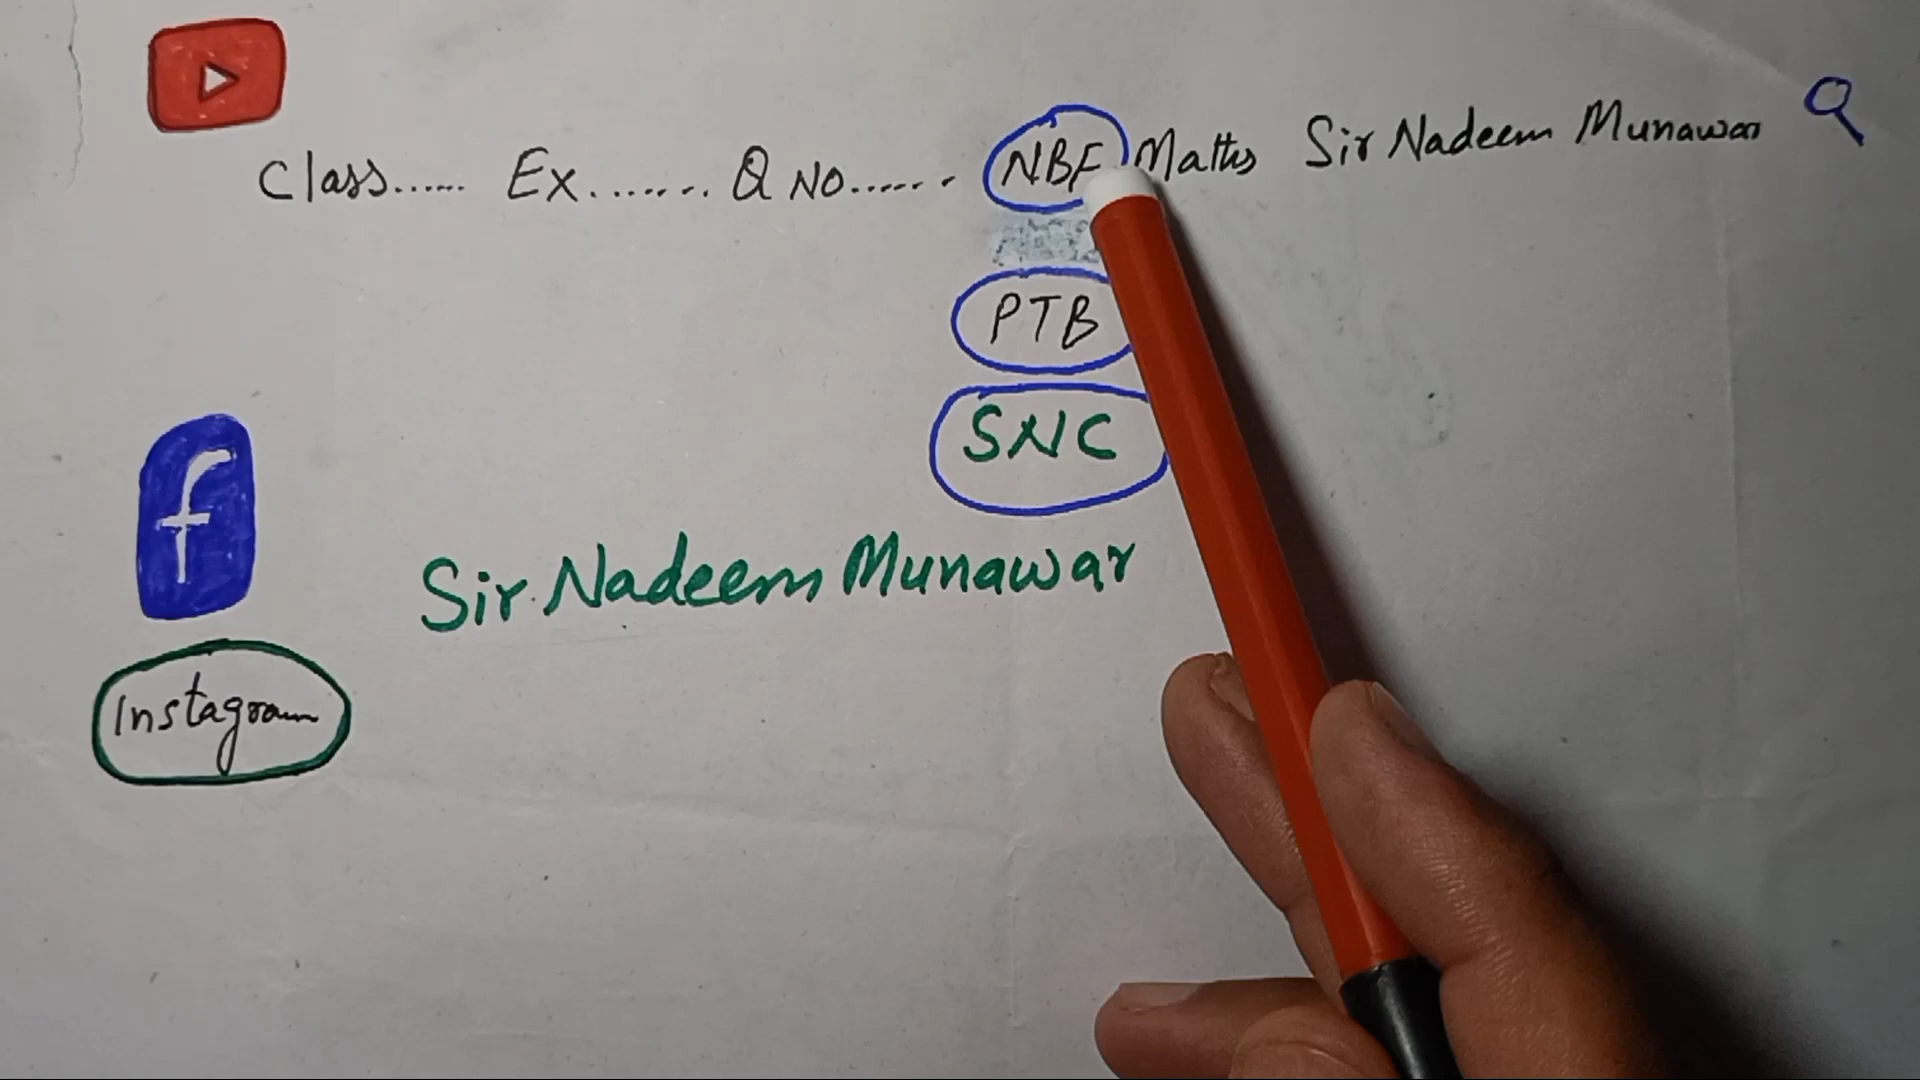 Class...... Ex........ Q No....... NBF Maths Sir Nadeem Munawar
PTB
SNC
f
Sir Nadeem Munawar
Instagram